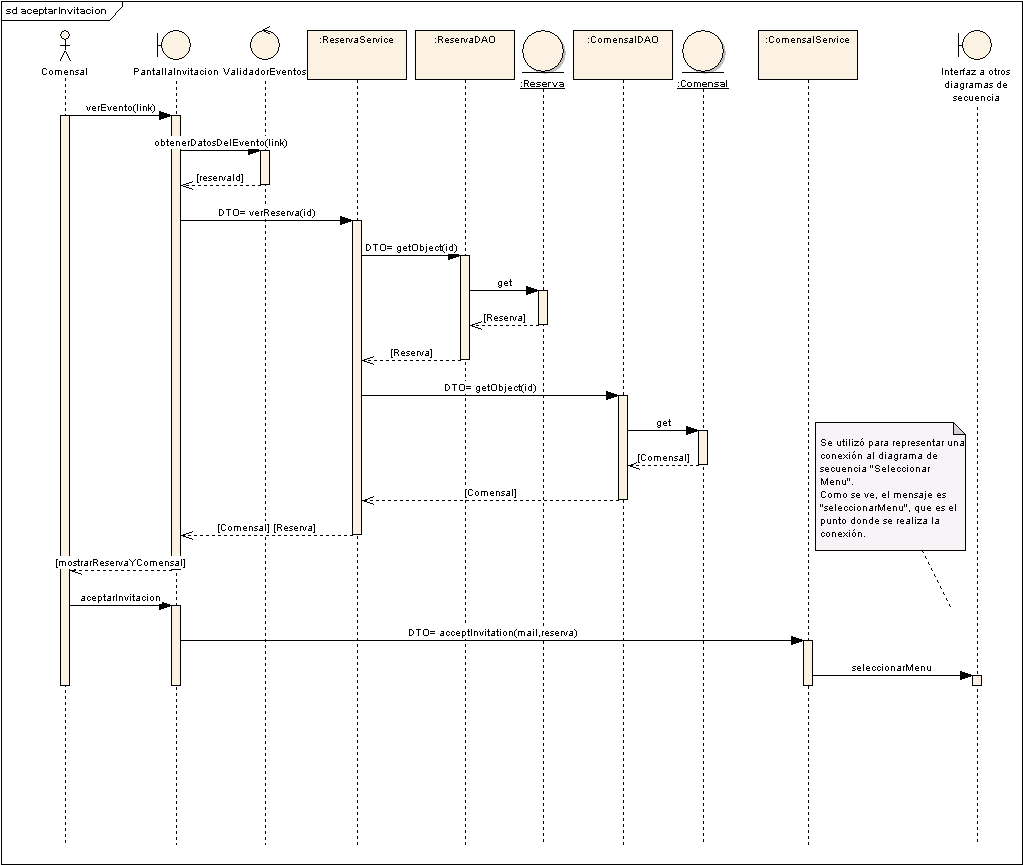 sd aceptarInvitacion
Comensal
PantallaInvitacion
ValidadorEventos
:ReservaService
:ReservaDAO
:Reserva
:ComensalDAO
:Comensal
:ComensalService
Interfaz a otros
diagramas de
secuencia
verEvento(link)
obtenerDatosDelEvento(link)
[reservaId]
DTO= verReserva(id)
DTO= getObject(id)
get
[Reserva]
[Reserva]
DTO= getObject(id)
get
[Comensal]
[Comensal]
[Comensal] [Reserva]
[mostrarReservaYComensal]
aceptarInvitacion
DTO= acceptInvitation(mail,reserva)
seleccionarMenu
Se utilizó para representar una
conexión al diagrama de
secuencia "Seleccionar
Menu".
Como se ve, el mensaje es
"seleccionarMenu", que es el
punto donde se realiza la
conexión.